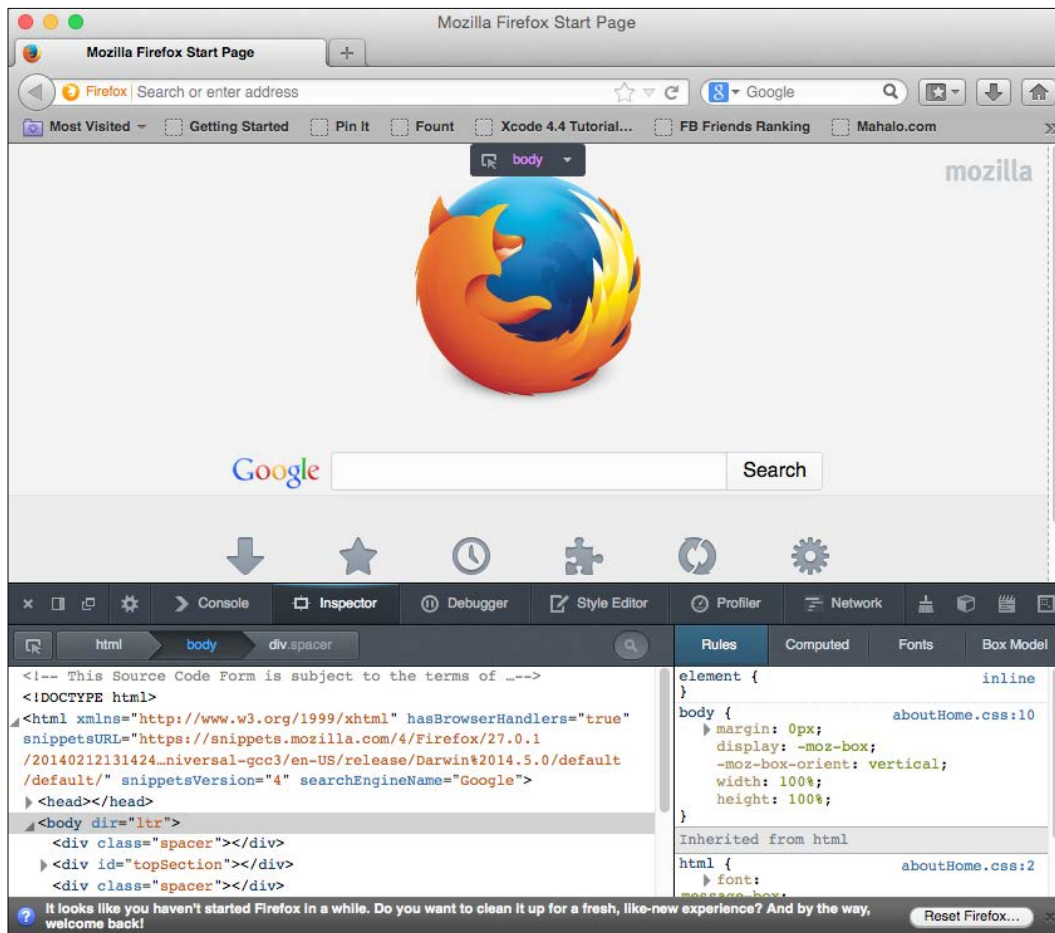 Mozilla Firefox Start Page
Mozilla Firefox Start Page
Firefox Search or enter address
Google
Most Visited Getting Started Pin It Fount Xcode 4.4 Tutorial... FB Friends Ranking Mahalo.com
body
mozilla
Google Search
Console Inspector Debugger Style Editor Profiler Network
html body div.spacer
Rules Computed Fonts Box Model
<!-- This Source Code Form is subject to the terms of …-->
<!DOCTYPE html>
<html xmlns="http://www.w3.org/1999/xhtml" hasBrowserHandlers="true"
snippetsURL="https://snippets.mozilla.com/4/Firefox/27.0.1
/20140212131424…niversal-gcc3/en-US/release/Darwin%2014.5.0/default
/default/" snippetsVersion="4" searchEngineName="Google">
<head></head>
<body dir="ltr">
<div class="spacer"></div>
<div id="topSection"></div>
<div class="spacer"></div>
element { inline
}
body { aboutHome.css:10
margin: 0px;
display: -moz-box;
-moz-box-orient: vertical;
width: 100%;
height: 100%;
}
Inherited from html
html { aboutHome.css:2
font:
message-box;
It looks like you haven't started Firefox in a while. Do you want to clean it up for a fresh, like-new experience? And by the way,
welcome back!
Reset Firefox...